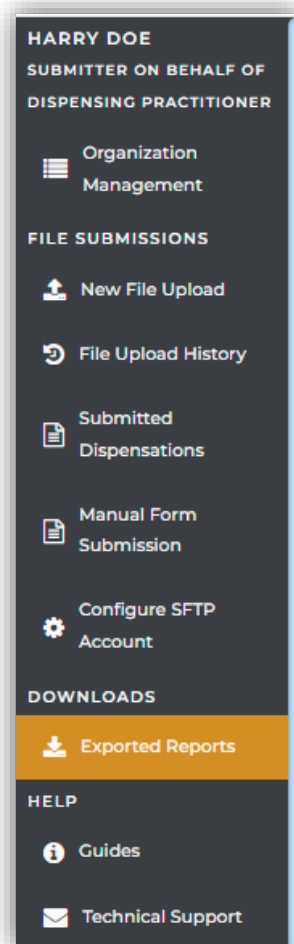 HARRY DOE
SUBMITTER ON BEHALF OF
DISPENSING PRACTITIONER
Organization
Management
FILE SUBMISSIONS
New File Upload
File Upload History
Submitted
Dispensations
Manual Form
Submission
Configure SFTP
Account
DOWNLOADS
Exported Reports
HELP
Guides
Technical Support